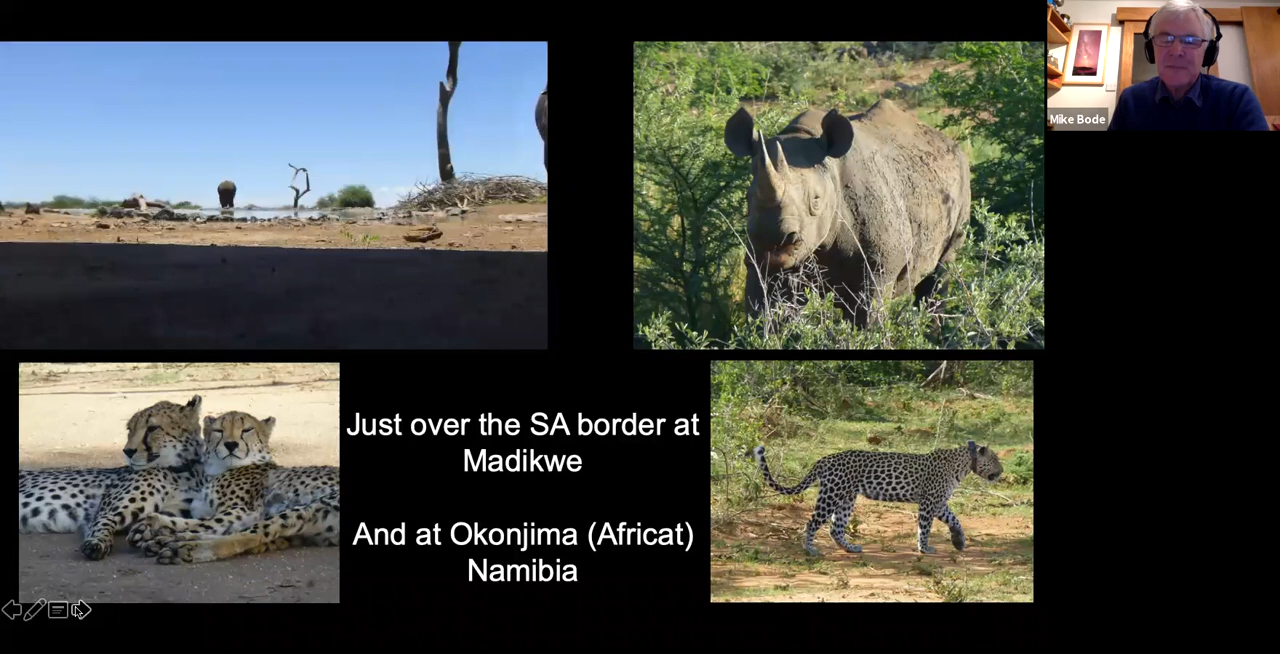 Mike Bode
Just over the SA border at
Madikwe
And at Okonjima (Africat)
Namibia